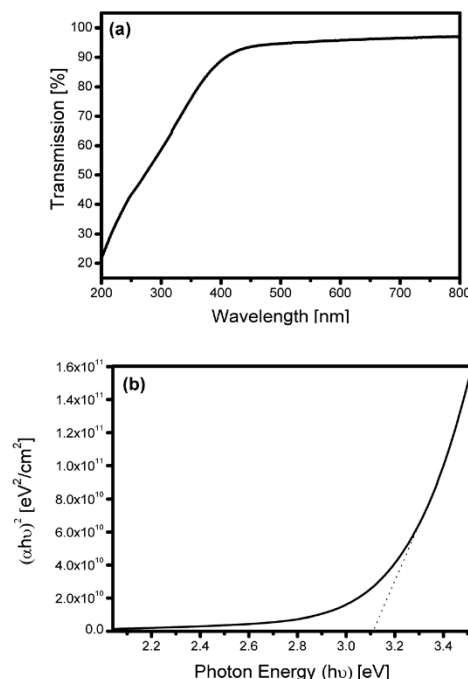 (a)
Transmission [%]
100
90
80
70
60
50
40
30
20
200 300 400 500 600 700 800
Wavelength [nm]
(b)
(αhυ)² [eV²/cm²]
1.6x10¹¹
1.4x10¹¹
1.2x10¹¹
1.0x10¹¹
8.0x10¹⁰
6.0x10¹⁰
4.0x10¹⁰
2.0x10¹⁰
0.0
2.2 2.4 2.6 2.8 3.0 3.2 3.4
Photon Energy (hυ) [eV]